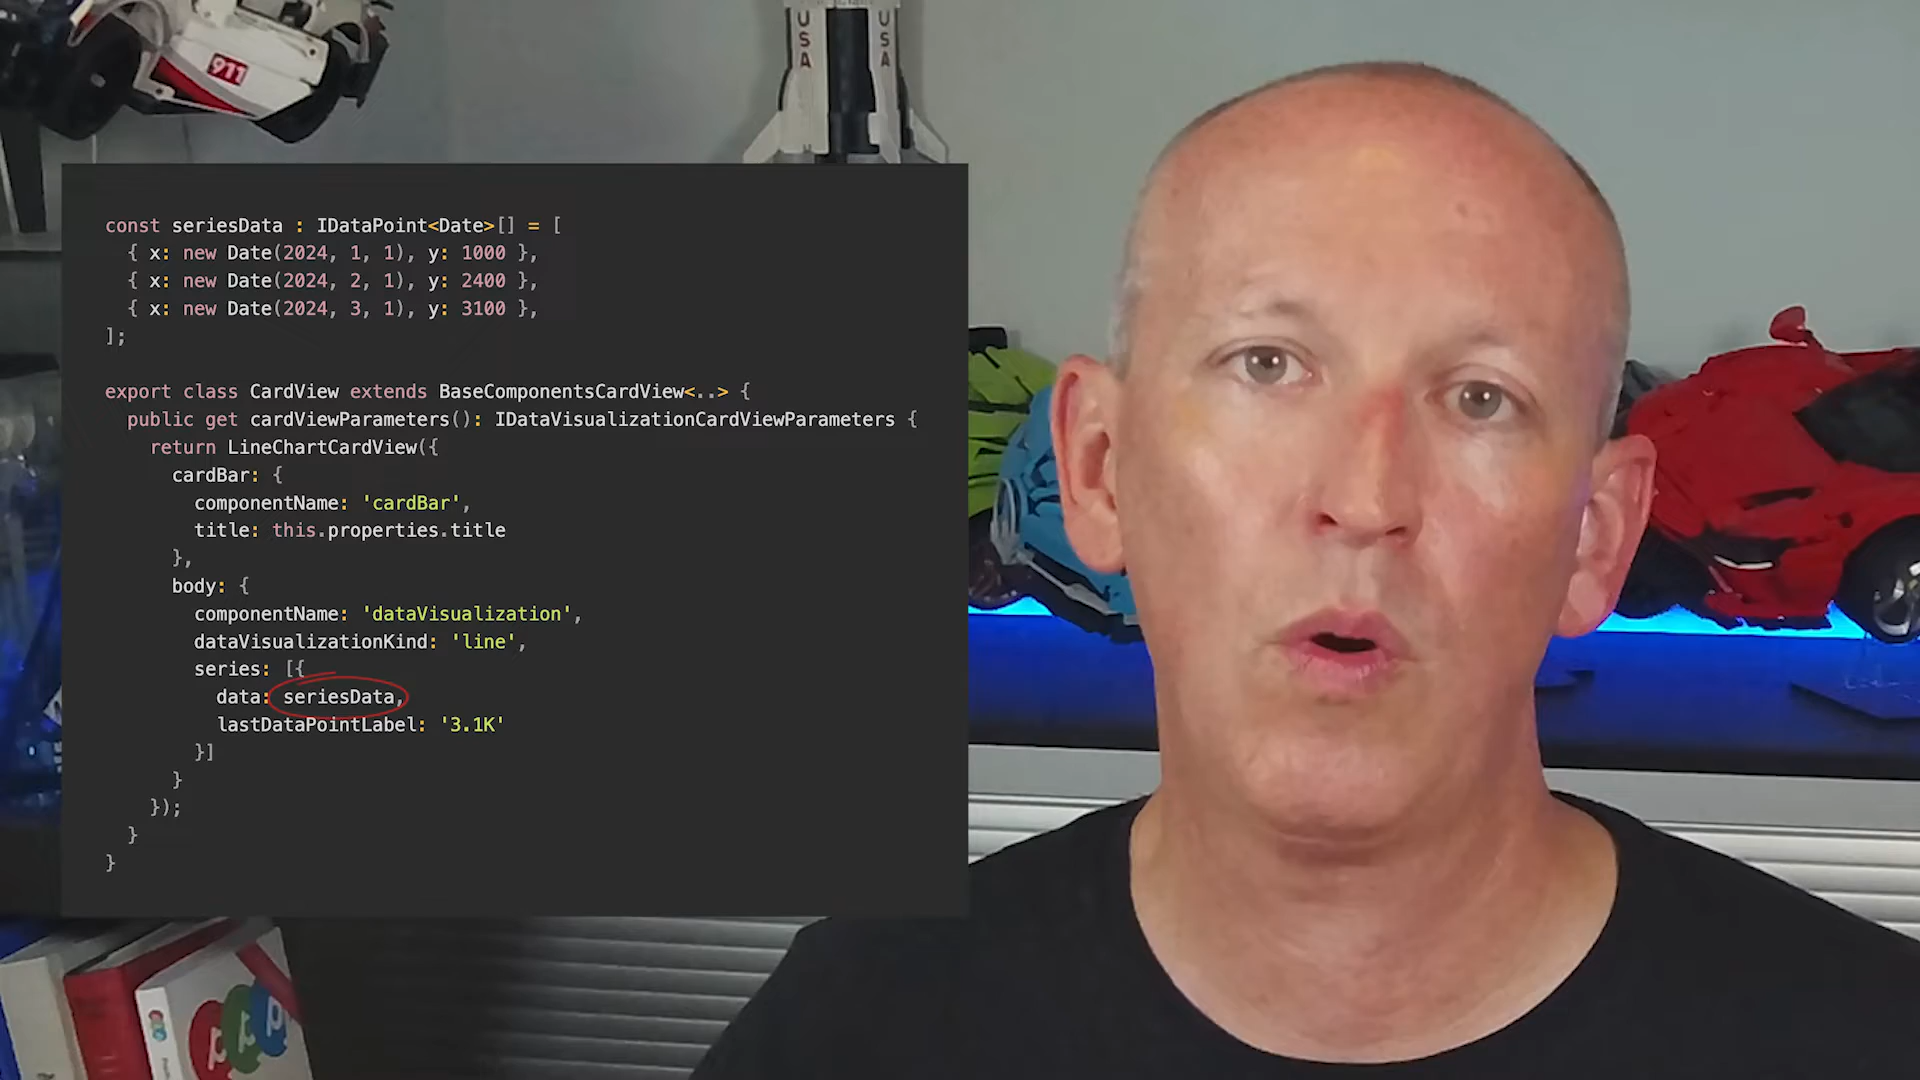 911
USA
USA
const seriesData : IDataPoint<Date>[] = [
{ x: new Date(2024, 1, 1), y: 1000 },
{ x: new Date(2024, 2, 1), y: 2400 },
{ x: new Date(2024, 3, 1), y: 3100 },
];
export class CardView extends BaseComponentsCardView<..> {
public get cardViewParameters(): IDataVisualizationCardViewParameters {
return LineChartCardView({
cardBar: {
componentName: 'cardBar',
title: this.properties.title
},
body: {
componentName: 'dataVisualization',
dataVisualizationKind: 'line',
series: [{
data: seriesData,
lastDataPointLabel: '3.1K'
}]
}
});
}
}